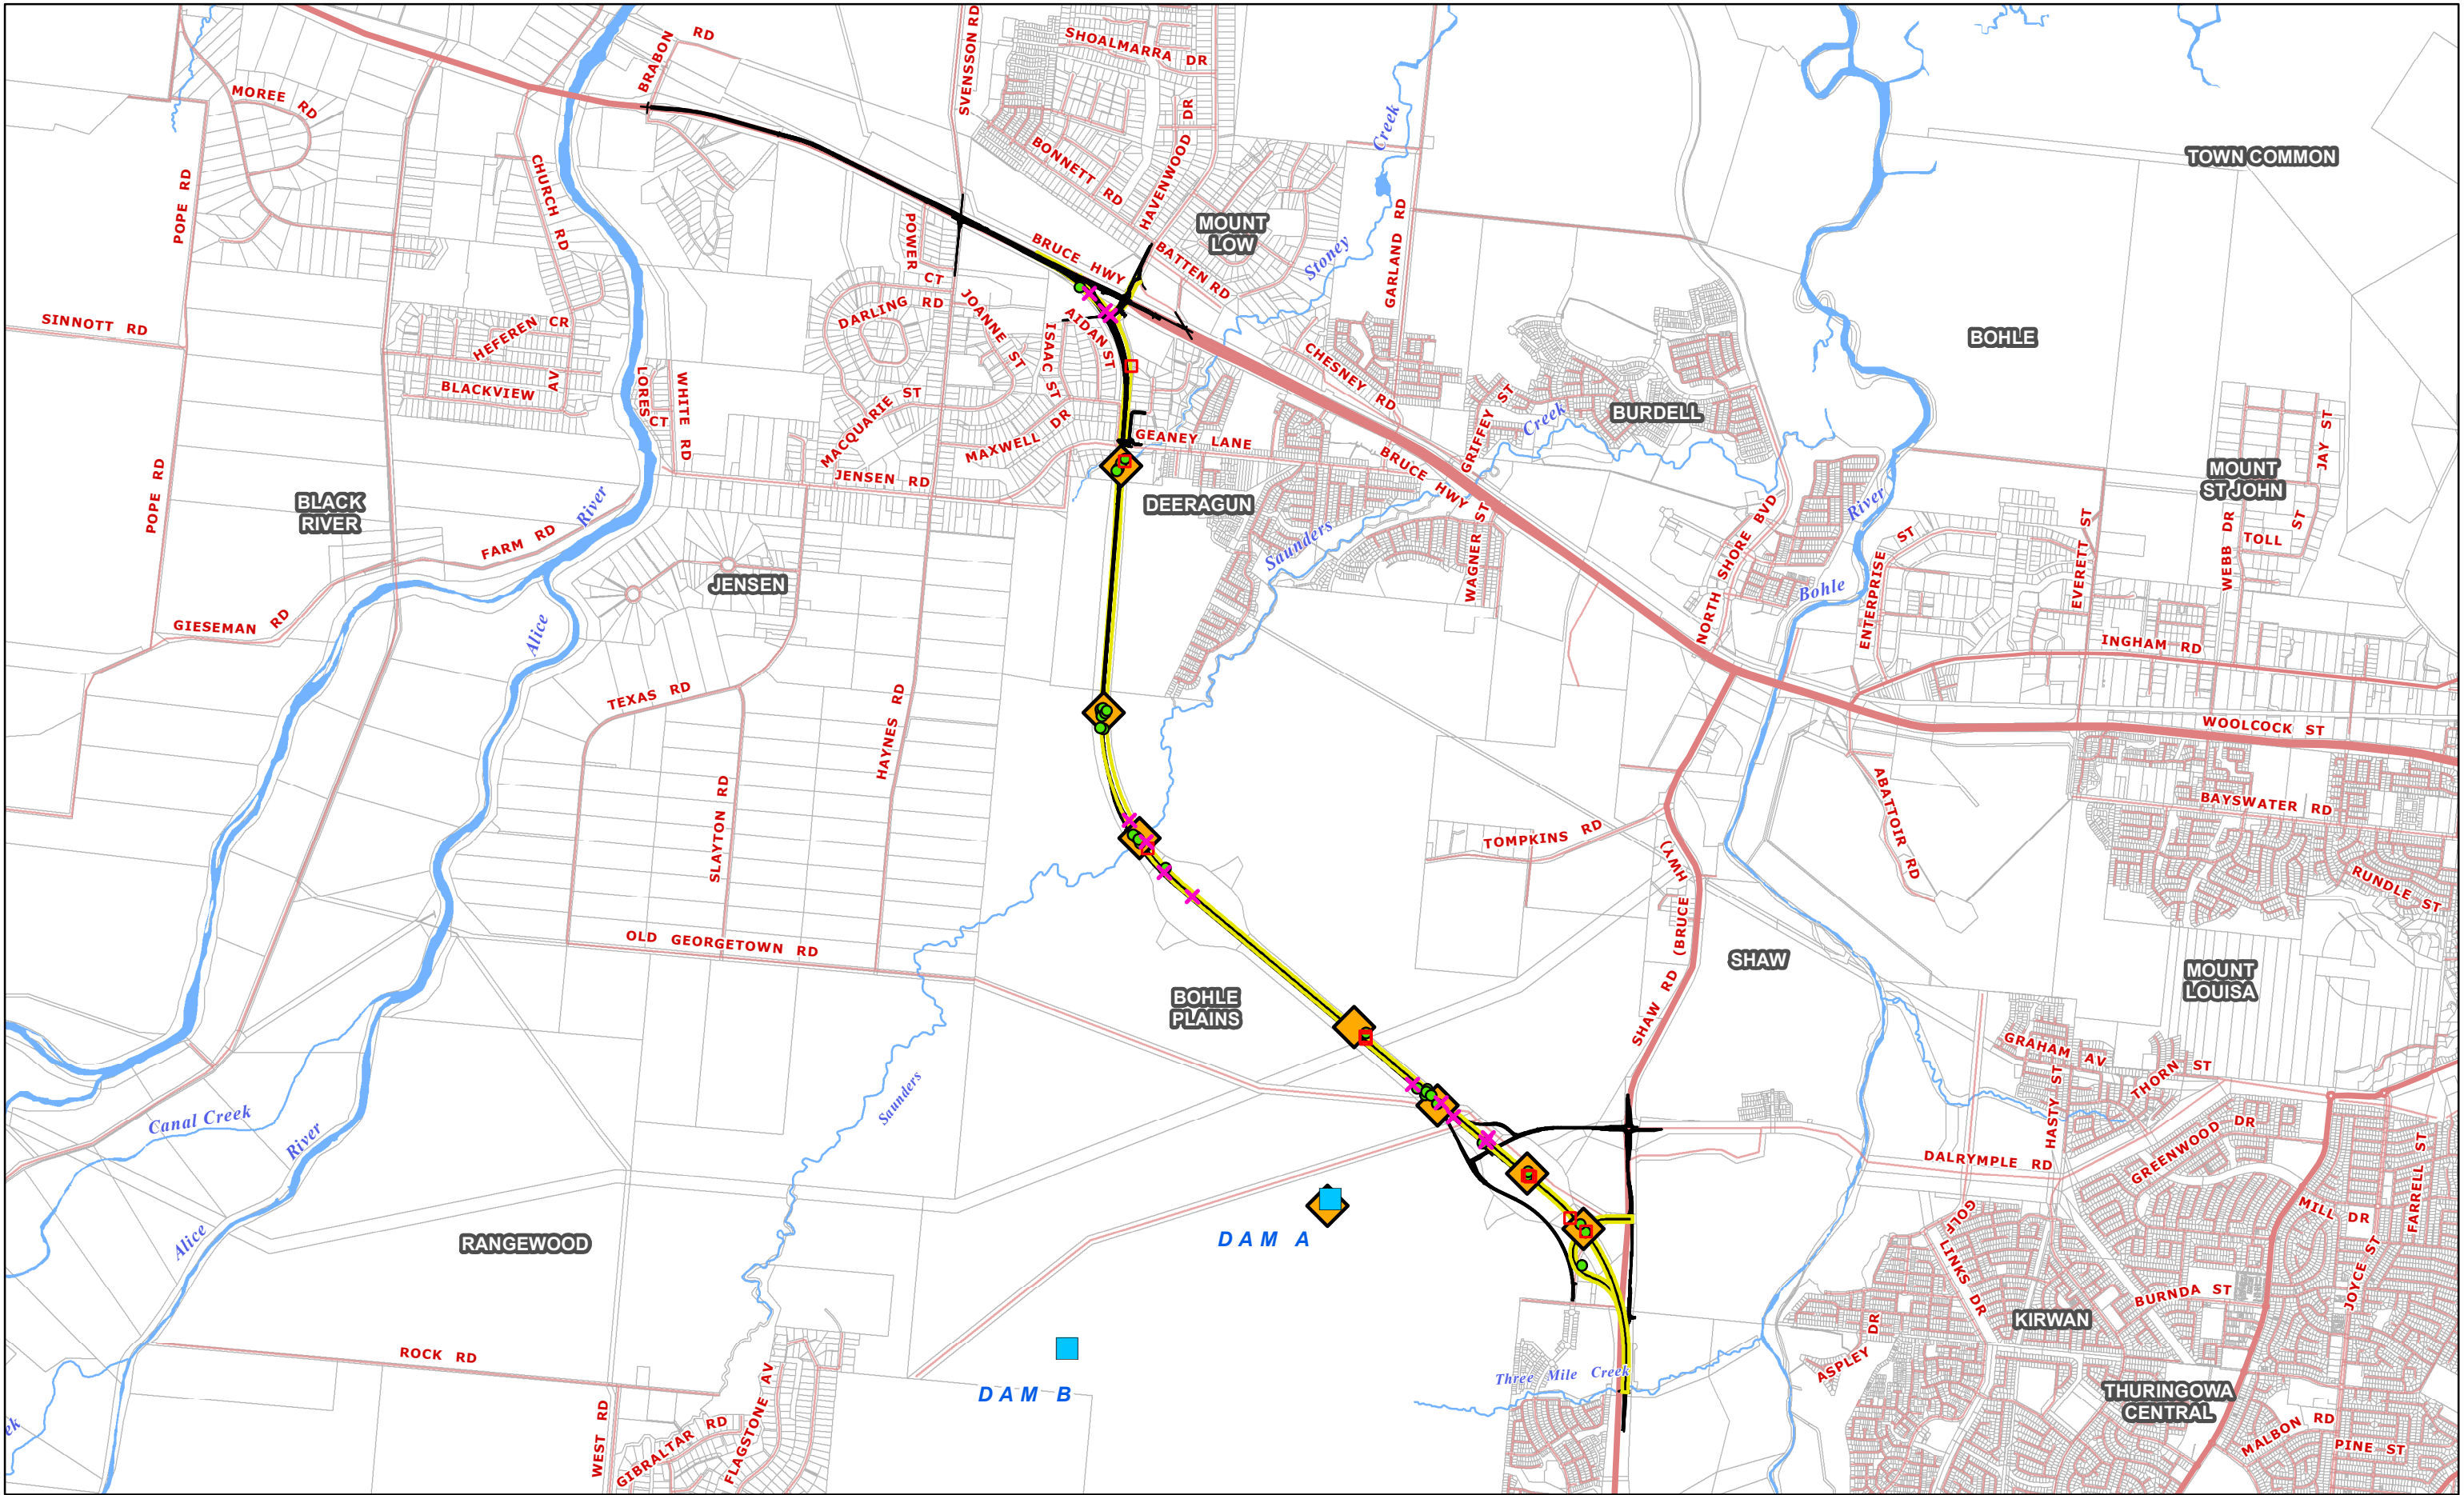 BRABON RD
SVENSSON RD
SHOALMARRA DR
MOREE RD
Creek
TOWN COMMON
CHURCH RD
BONNETT RD
HAVENWOOD DR
POPE RD
MOUNT
LOW
POWER CT
BRUCE HWY
BATTEN RD
Stoney
GARLAND RD
SINNOTT RD
DARLING RD
JOANNE ST
AIDAN ST
ISAAC ST
BOHLE
HEFEREN CR
CHESNEY RD
BLACKVIEW AV
LORES CT
WHITE RD
MACQUARIE ST
MAXWELL DR
GEANEY LANE
GRIFFEY ST
Creek
BURDELL
JAY ST
POPE RD
JENSEN RD
BRUCE HWY
MOUNT
ST JOHN
BLACK
RIVER
River
DEERAGUN
WAGNER ST
NORTH SHORE BVD
River
ENTERPRISE ST
EVERETT ST
WEBB DR
TOLL ST
FARM RD
Saunders
JENSEN
Bohle
GIESEMAN RD
Alice
INGHAM RD
TEXAS RD
HAYNES RD
WOOLCOCK ST
SLAYTON RD
ABATTOIR RD
BAYSWATER RD
TOMPKINS RD
RUNDLE ST
SHAW RD (BRUCE HWY)
OLD GEORGETOWN RD
SHAW
MOUNT
LOUISA
BOHLE
PLAINS
GRAHAM AV
THORN ST
HASTY ST
Canal Creek
River
Saunders
GREENWOOD DR
DALRYMPLE RD
FARRELL ST
Alice
RANGEWOOD
DAM A
GOLF LINKS DR
MILL DR
JOYCE ST
BURNDA ST
KIRWAN
ROCK RD
DAM B
Three Mile Creek
ASPLEY DR
THURINGOWA
CENTRAL
WEST RD
GIBRALTAR RD
FLAGSTONE AV
MALBON RD
PINE ST
ek